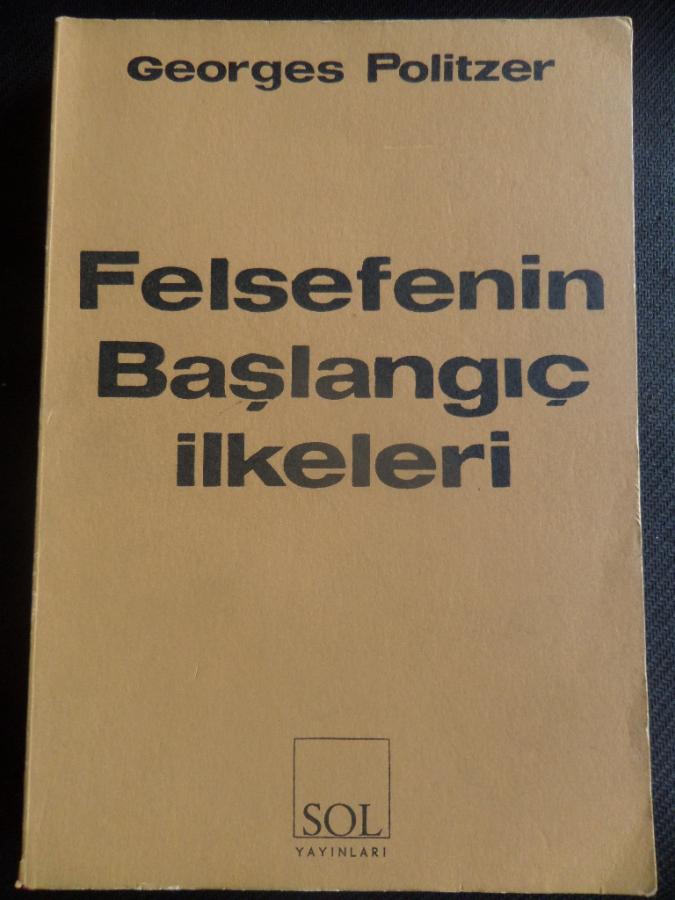 Georges Politzer
Felsefenin
Başlangıç
ilkeleri
SOL
YAYINLARI